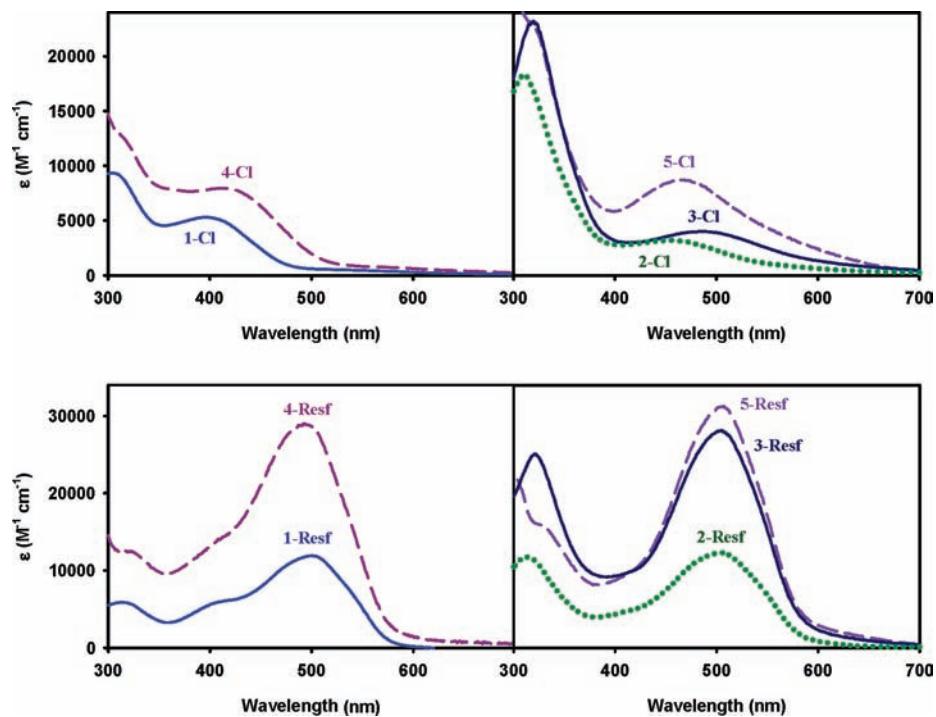 ε (M⁻¹ cm⁻¹)
20000
15000
10000
5000
0
4-Cl
1-Cl
300 400 500 600
Wavelength (nm)
5-Cl
3-Cl
2-Cl
300 400 500 600 700
Wavelength (nm)
ε (M⁻¹ cm⁻¹)
30000
20000
10000
0
4-Resf
1-Resf
300 400 500 600
Wavelength (nm)
5-Resf
3-Resf
2-Resf
300 400 500 600 700
Wavelength (nm)